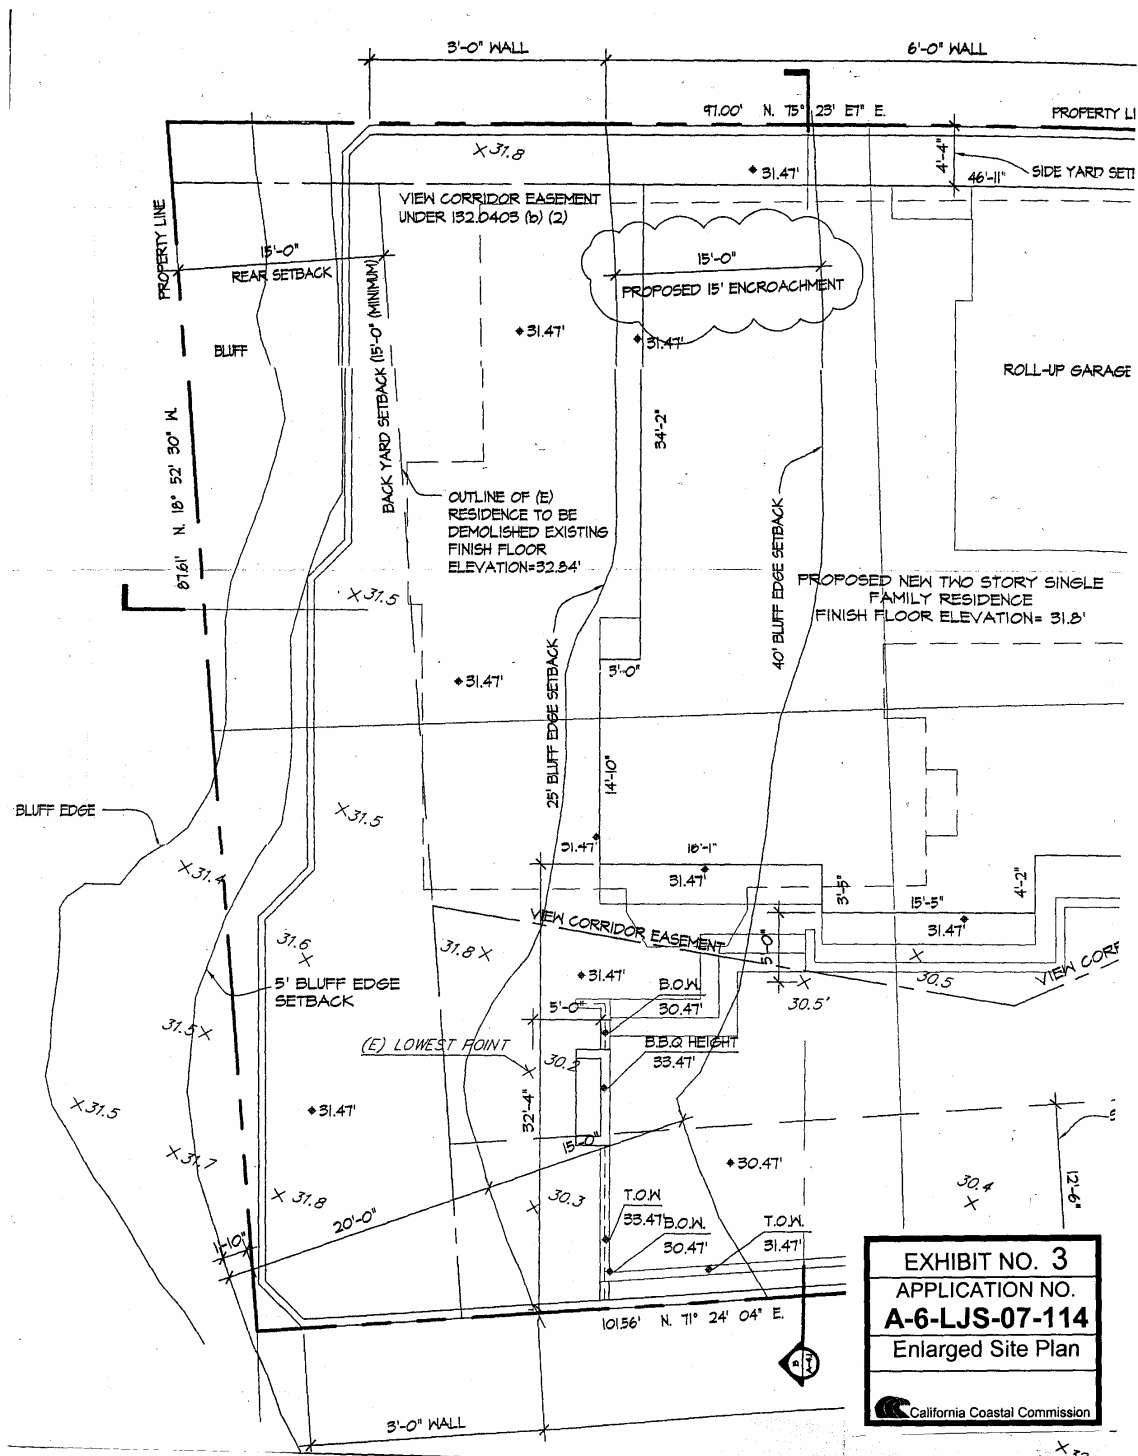 3'-0" WALL
6'-0" WALL
97.00' N. 75° 23' E7" E.
PROPERTY LI
4'-4"
SIDE YARD SET
46'-11"
31.8
31.47'
VIEW CORRIDOR EASEMENT
UNDER 132.0403 (b) (2)
PROPERTY LINE
15'-0"
REAR SETBACK
15'-0"
PROPOSED 15' ENCROACHMENT
BACK YARD SETBACK (15'-0" (MINIMUM)
BLUFF
31.47'
31.47'
ROLL-UP GARAGE
87.61' N. 18° 52' 30" W.
34'-2"
OUTLINE OF (E)
RESIDENCE TO BE
DEMOLISHED EXISTING
FINISH FLOOR
ELEVATION=32.84'
40' BLUFF EDGE SETBACK
PROPOSED NEW TWO STORY SINGLE
FAMILY RESIDENCE
FINISH FLOOR ELEVATION= 31.8'
31.5
25' BLUFF EDGE SETBACK
3'-0"
31.47'
14'-10"
BLUFF EDGE
31.5
31.47'
16'-1"
31.4
31.47'
3'-5"
4'-2"
15'-5"
31.47'
VIEW CORRIDOR EASEMENT
5'-0"
31.6
31.8
31.47'
30.5
VIEW CORR
5' BLUFF EDGE
SETBACK
B.O.W.
30.47'
30.5'
5'-0"
31.5
(E) LOWEST POINT
30.2
B.B.Q HEIGHT
33.47'
31.5
31.47'
32'-4"
15'-0"
31.7
30.47'
30.4
12'-6"
31.8
30.3
T.O.W.
33.47'
B.O.W.
30.47'
T.O.W.
31.47'
20'-0"
1'-10"
101.56' N. 71° 24' 04" E.
3'-0" WALL
EXHIBIT NO. 3
APPLICATION NO.
A-6-LJS-07-114
Enlarged Site Plan
California Coastal Commission